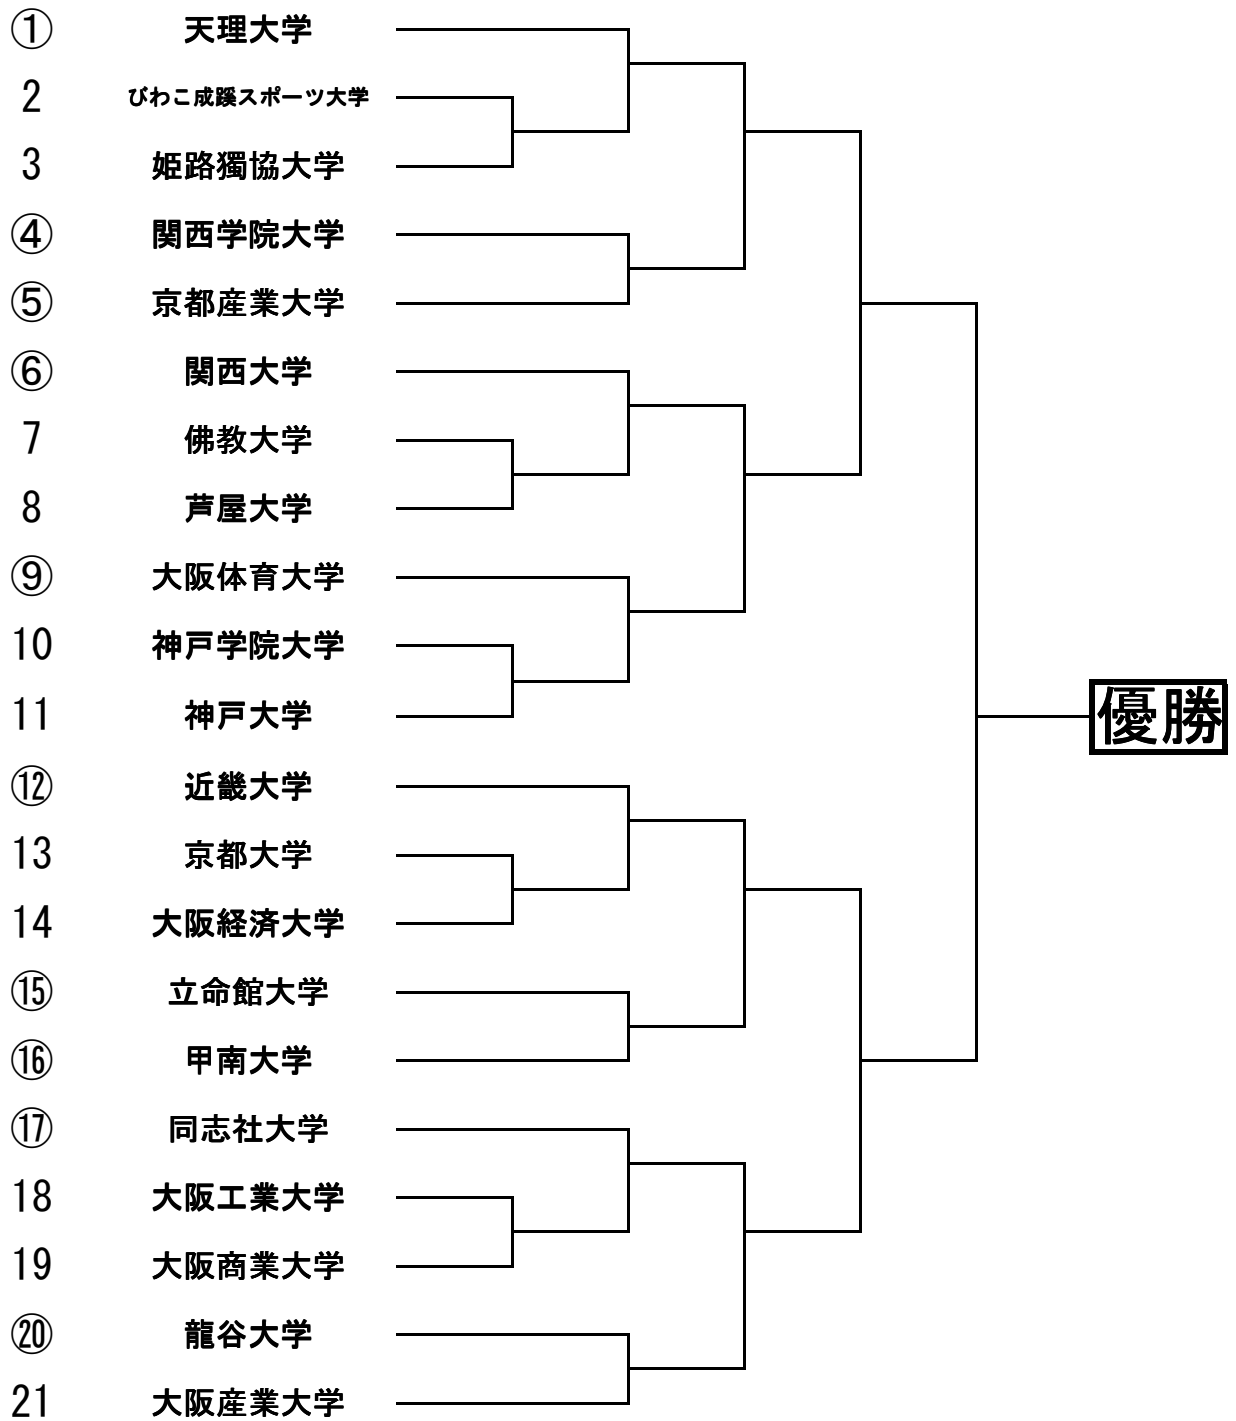 ① 天理大学
2 びわこ成蹊スポーツ大学
3 姫路獨協大学
④ 関西学院大学
⑤ 京都産業大学
⑥ 関西大学
7 佛教大学
8 芦屋大学
⑨ 大阪体育大学
10 神戸学院大学
11 神戸大学
優勝
⑫ 近畿大学
13 京都大学
14 大阪経済大学
⑮ 立命館大学
⑯ 甲南大学
⑰ 同志社大学
18 大阪工業大学
19 大阪商業大学
⑳ 龍谷大学
21 大阪産業大学